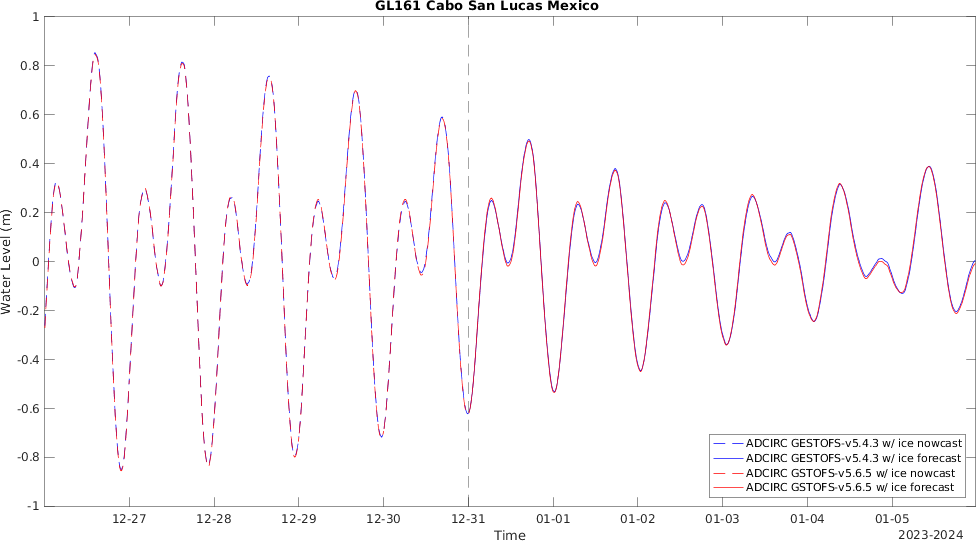 GL161 Cabo San Lucas Mexico
1
0.8
0.6
0.4
0.2
0
-0.2
-0.4
-0.6
-0.8
-1
Water Level (m)
ADCIRC GESTOFS-v5.4.3 w/ ice nowcast
ADCIRC GESTOFS-v5.4.3 w/ ice forecast
ADCIRC GSTOFS-v5.6.5 w/ ice nowcast
ADCIRC GSTOFS-v5.6.5 w/ ice forecast
12-27 12-28 12-29 12-30 12-31 01-01 01-02 01-03 01-04 01-05
Time
2023-2024